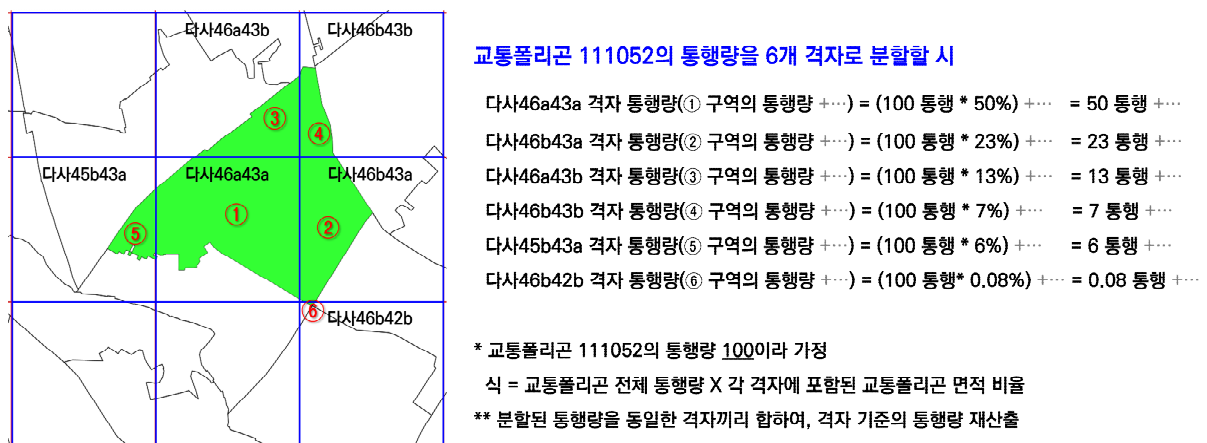 다사46a43b
다사46b43b
③
④
다사45b43a
다사46a43a
다사46b43a
①
②
⑤
⑥
다사46b42b
교통폴리곤 111052의 통행량을 6개 격자로 분할할 시
다사46a43a 격자 통행량(① 구역의 통행량 +⋯) = (100 통행 * 50%) +⋯ = 50 통행 +⋯
다사46b43a 격자 통행량(② 구역의 통행량 +⋯) = (100 통행 * 23%) +⋯ = 23 통행 +⋯
다사46a43b 격자 통행량(③ 구역의 통행량 +⋯) = (100 통행 * 13%) +⋯ = 13 통행 +⋯
다사46b43b 격자 통행량(④ 구역의 통행량 +⋯) = (100 통행 * 7%) +⋯ = 7 통행 +⋯
다사45b43a 격자 통행량(⑤ 구역의 통행량 +⋯) = (100 통행 * 6%) +⋯ = 6 통행 +⋯
다사46b42b 격자 통행량(⑥ 구역의 통행량 +⋯) = (100 통행* 0.08%) +⋯ = 0.08 통행 +⋯
* 교통폴리곤 111052의 통행량 100이라 가정
식 = 교통폴리곤 전체 통행량 X 각 격자에 포함된 교통폴리곤 면적 비율
** 분할된 통행량을 동일한 격자끼리 합하여, 격자 기준의 통행량 재산출